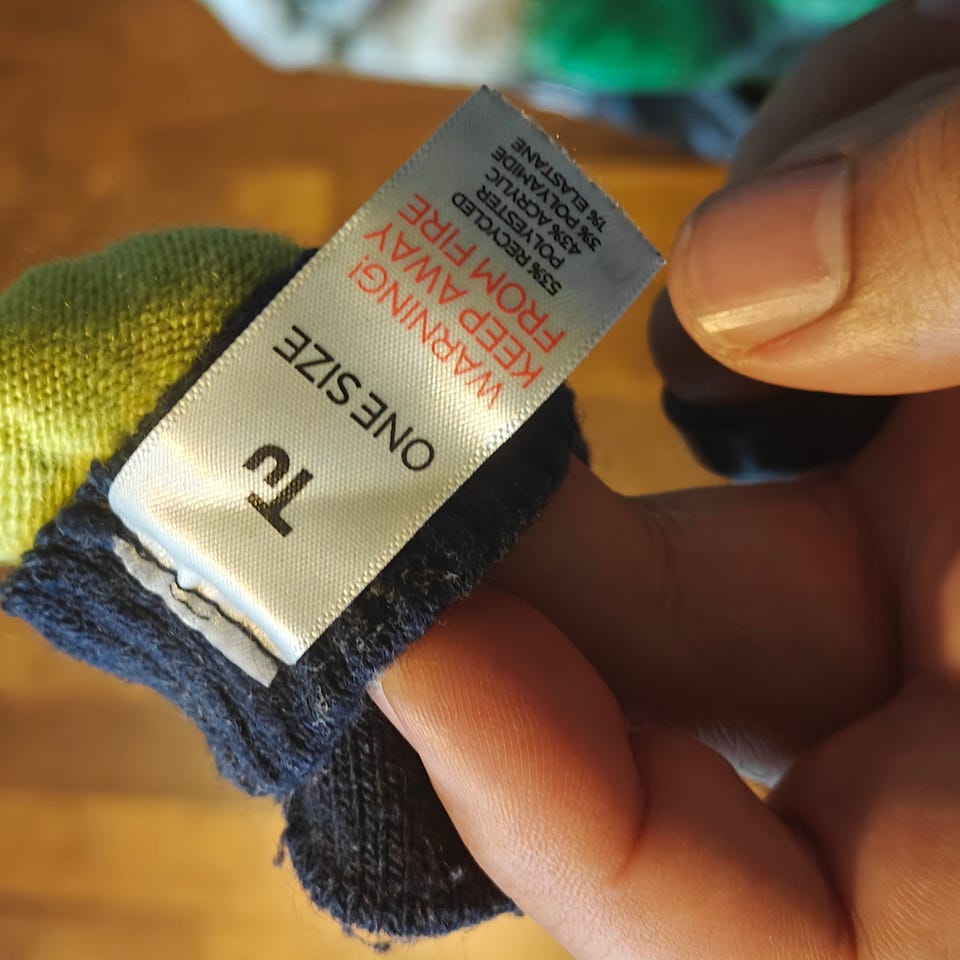 Tu
ONE SIZE
WARNING!
KEEP AWAY
FROM FIRE
53% RECYCLED
POLYESTER
43% ACRYLIC
3% POLYAMIDE
1% ELASTANE